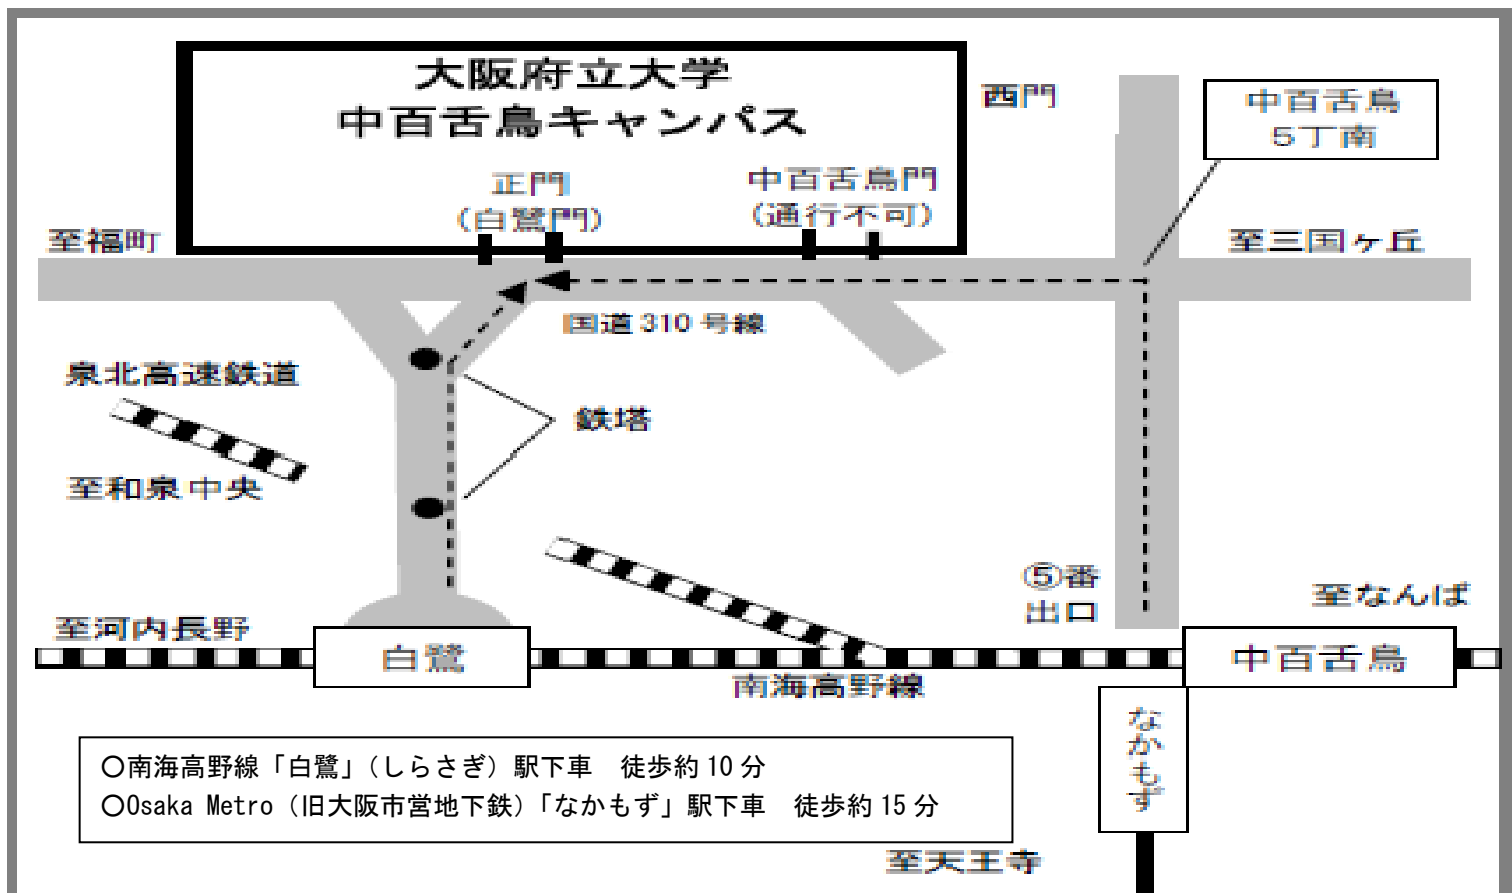 大阪府立大学
中百舌鳥キャンパス
西門
中百舌鳥
5丁南
正門
(白鷺門)
中百舌鳥門
(通行不可)
至福町
至三国ヶ丘
国道310号線
泉北高速鉄道
鉄塔
至和泉中央
⑤番
出口
至なんば
至河内長野
白鷺
中百舌鳥
南海高野線
なかもず
○南海高野線「白鷺」(しらさぎ)駅下車　徒歩約10分
○Osaka Metro(旧大阪市営地下鉄)「なかもず」駅下車　徒歩約15分
至天王寺